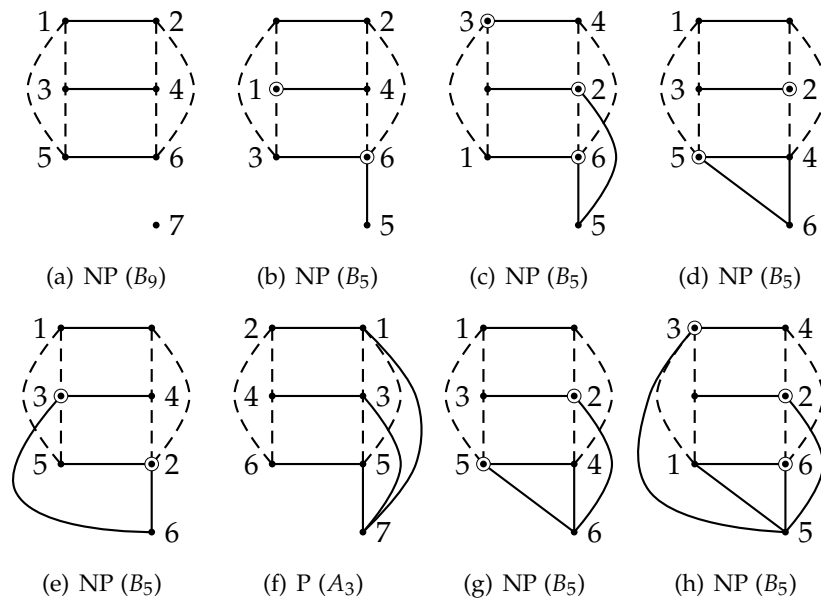 1 2 2 3 4 1
3 4 1 4 2 3 2
5 6 3 6 1 6 5 4
7 5 5 6
(a) NP (B9) (b) NP (B5) (c) NP (B5) (d) NP (B5)
1 2 1 1 3 4
3 4 4 3 3 2 2
5 2 6 5 5 4 1 6
6 7 6 5
(e) NP (B5) (f) P (A3) (g) NP (B5) (h) NP (B5)